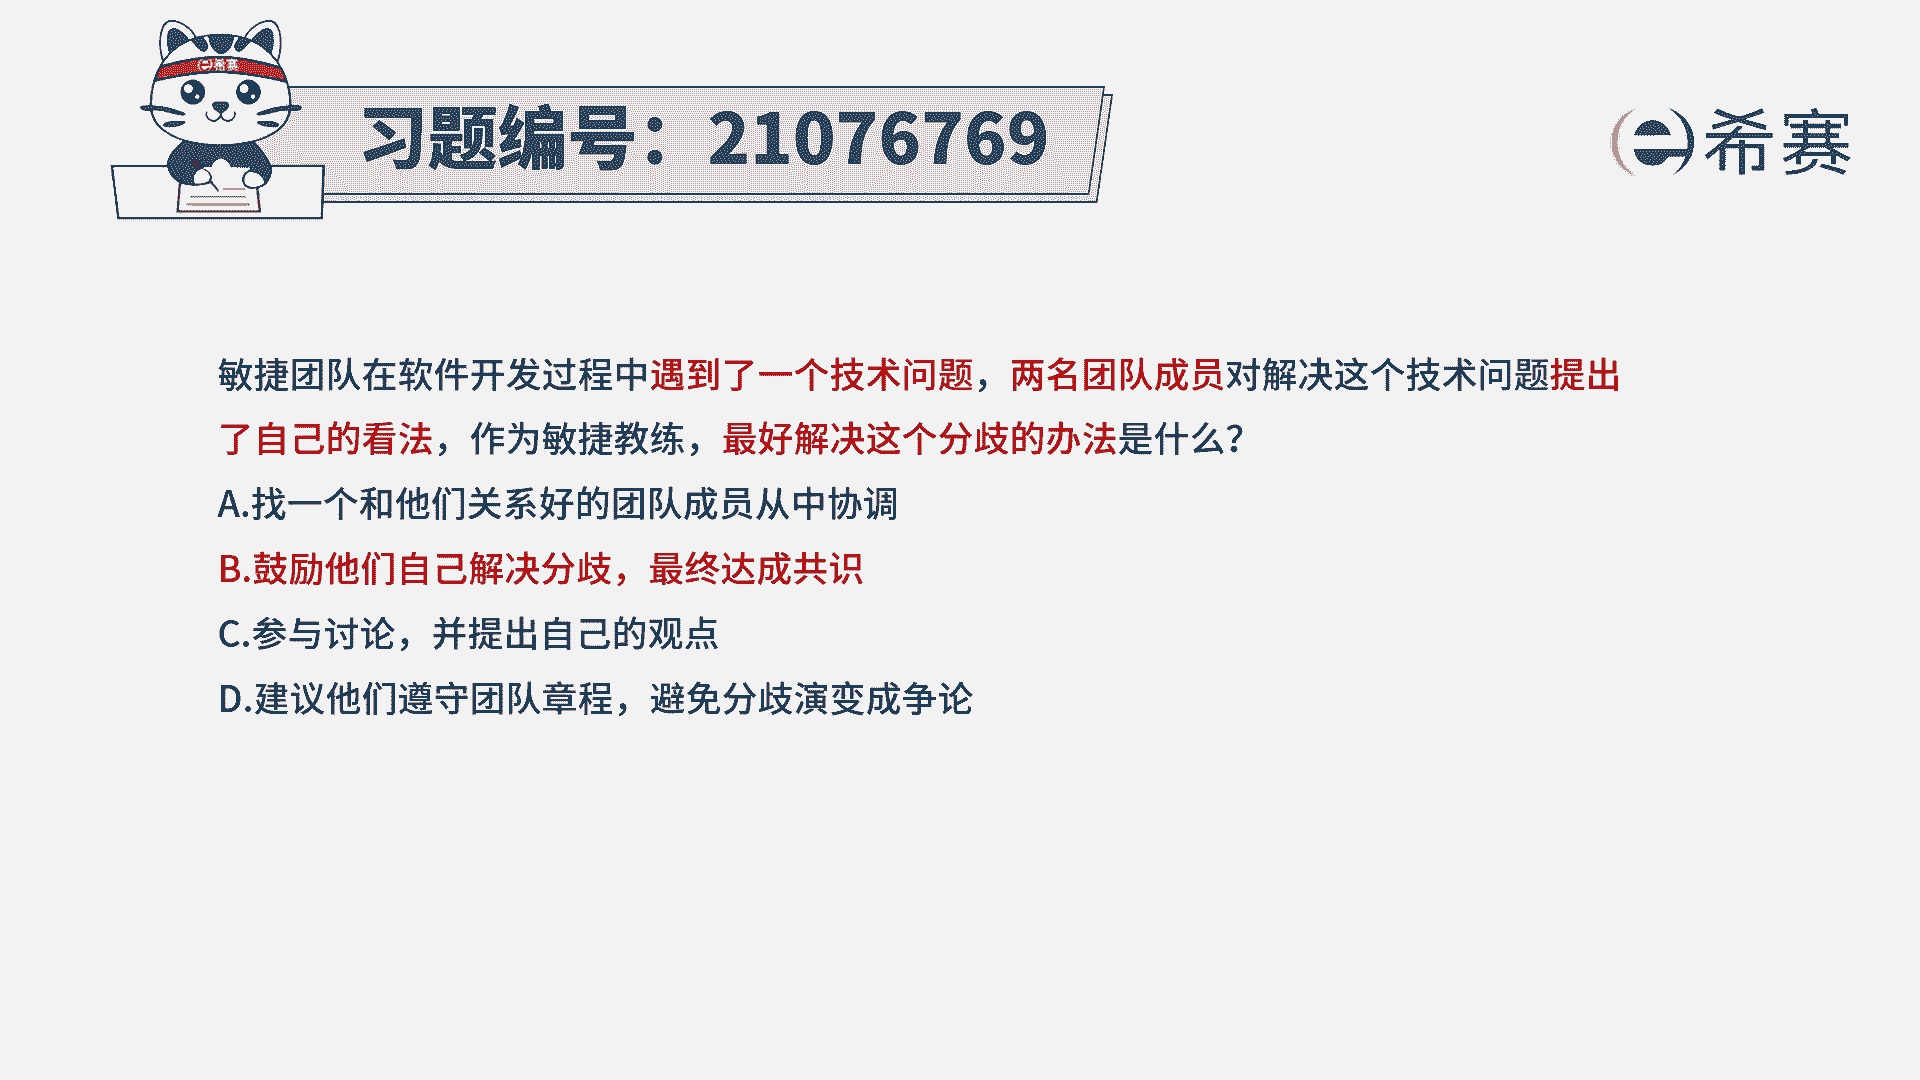 e希赛
习题编号：21076769
e希赛
敏捷团队在软件开发过程中遇到了一个技术问题，两名团队成员对解决这个技术问题提出
了自己的看法，作为敏捷教练，最好解决这个分歧的办法是什么？
A.找一个和他们关系好的团队成员从中协调
B.鼓励他们自己解决分歧，最终达成共识
C.参与讨论，并提出自己的观点
D.建议他们遵守团队章程，避免分歧演变成争论